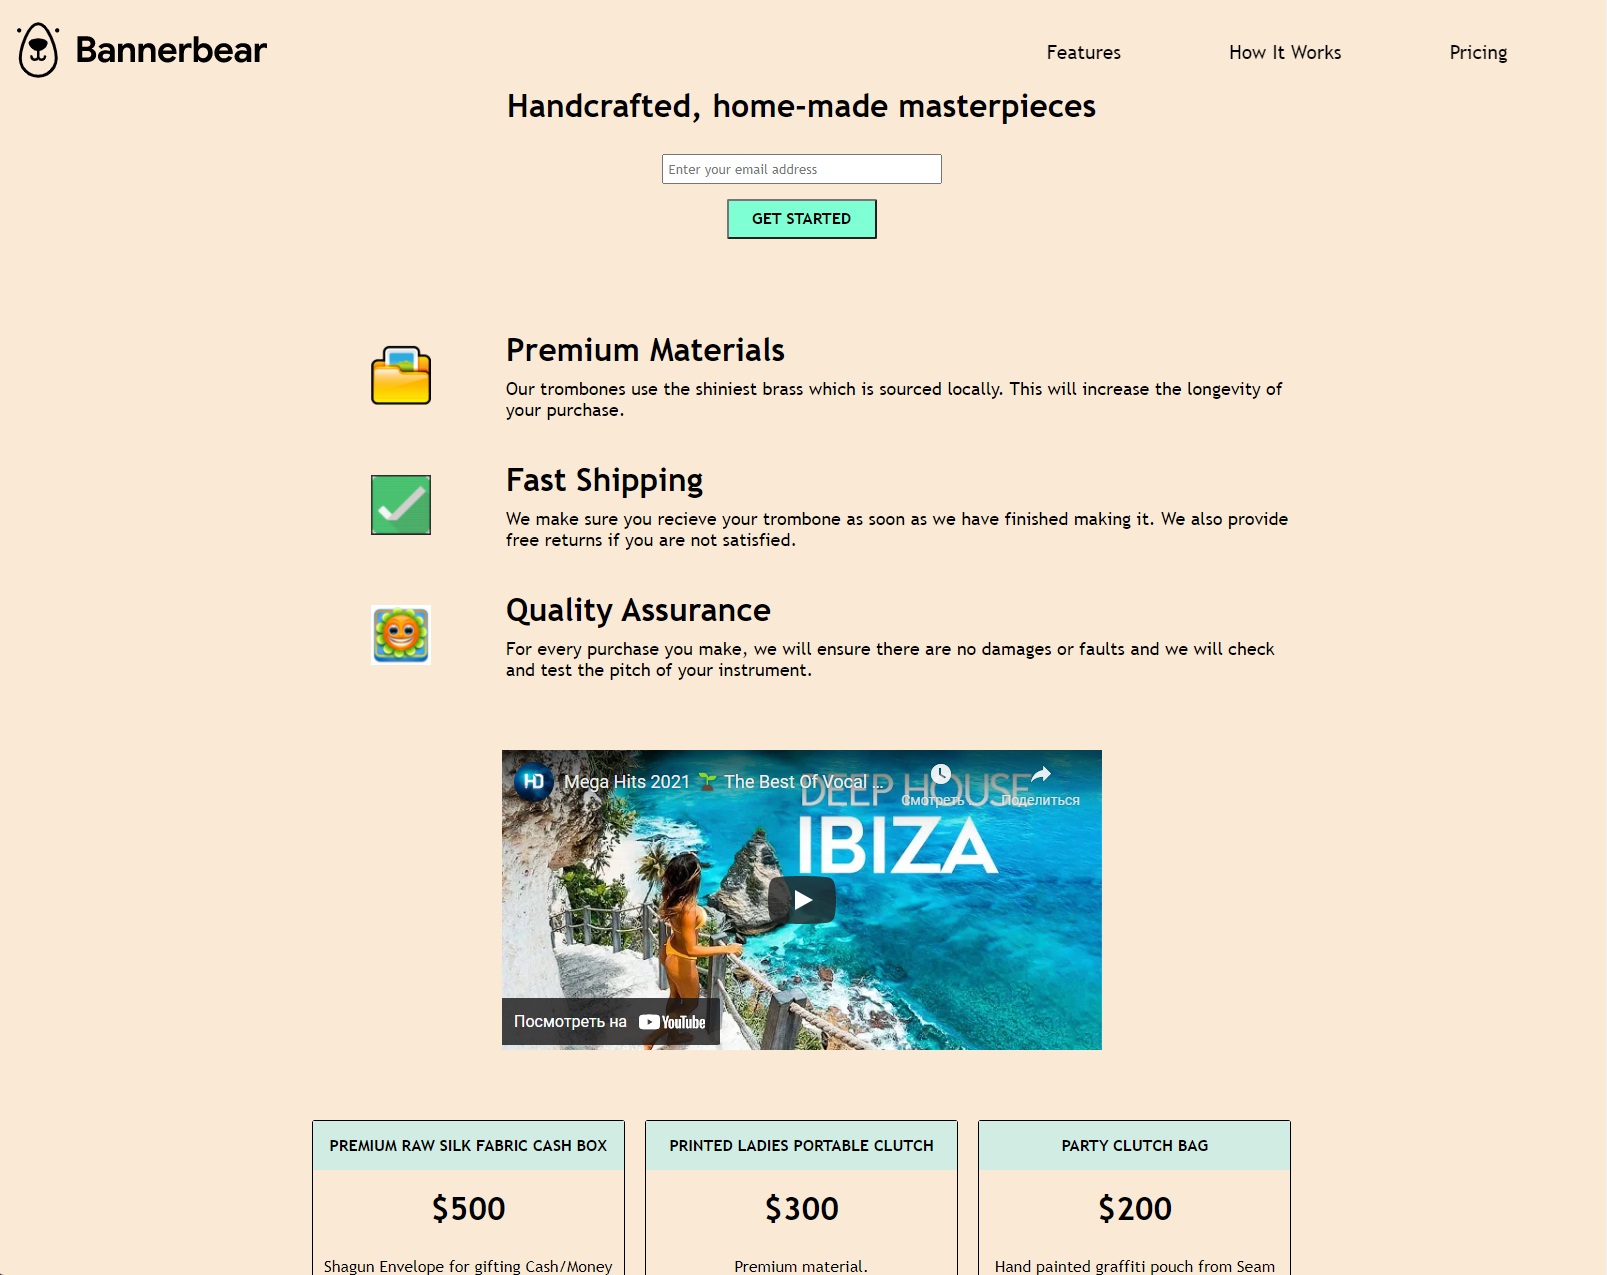 Bannerbear
Features
How It Works
Pricing
Handcrafted, home-made masterpieces
Enter your email address
GET STARTED
Premium Materials
Our trombones use the shiniest brass which is sourced locally. This will increase the longevity of
your purchase.
Fast Shipping
We make sure you recieve your trombone as soon as we have finished making it. We also provide
free returns if you are not satisfied.
Quality Assurance
For every purchase you make, we will ensure there are no damages or faults and we will check
and test the pitch of your instrument.
HD
Mega Hits 2021 🌱 The Best Of Vocal ...
DEEP HOUSE
Смотреть ...
Поделиться
IBIZA
Посмотреть на YouTube
PREMIUM RAW SILK FABRIC CASH BOX
$500
Shagun Envelope for gifting Cash/Money
PRINTED LADIES PORTABLE CLUTCH
$300
Premium material.
PARTY CLUTCH BAG
$200
Hand painted graffiti pouch from Seam